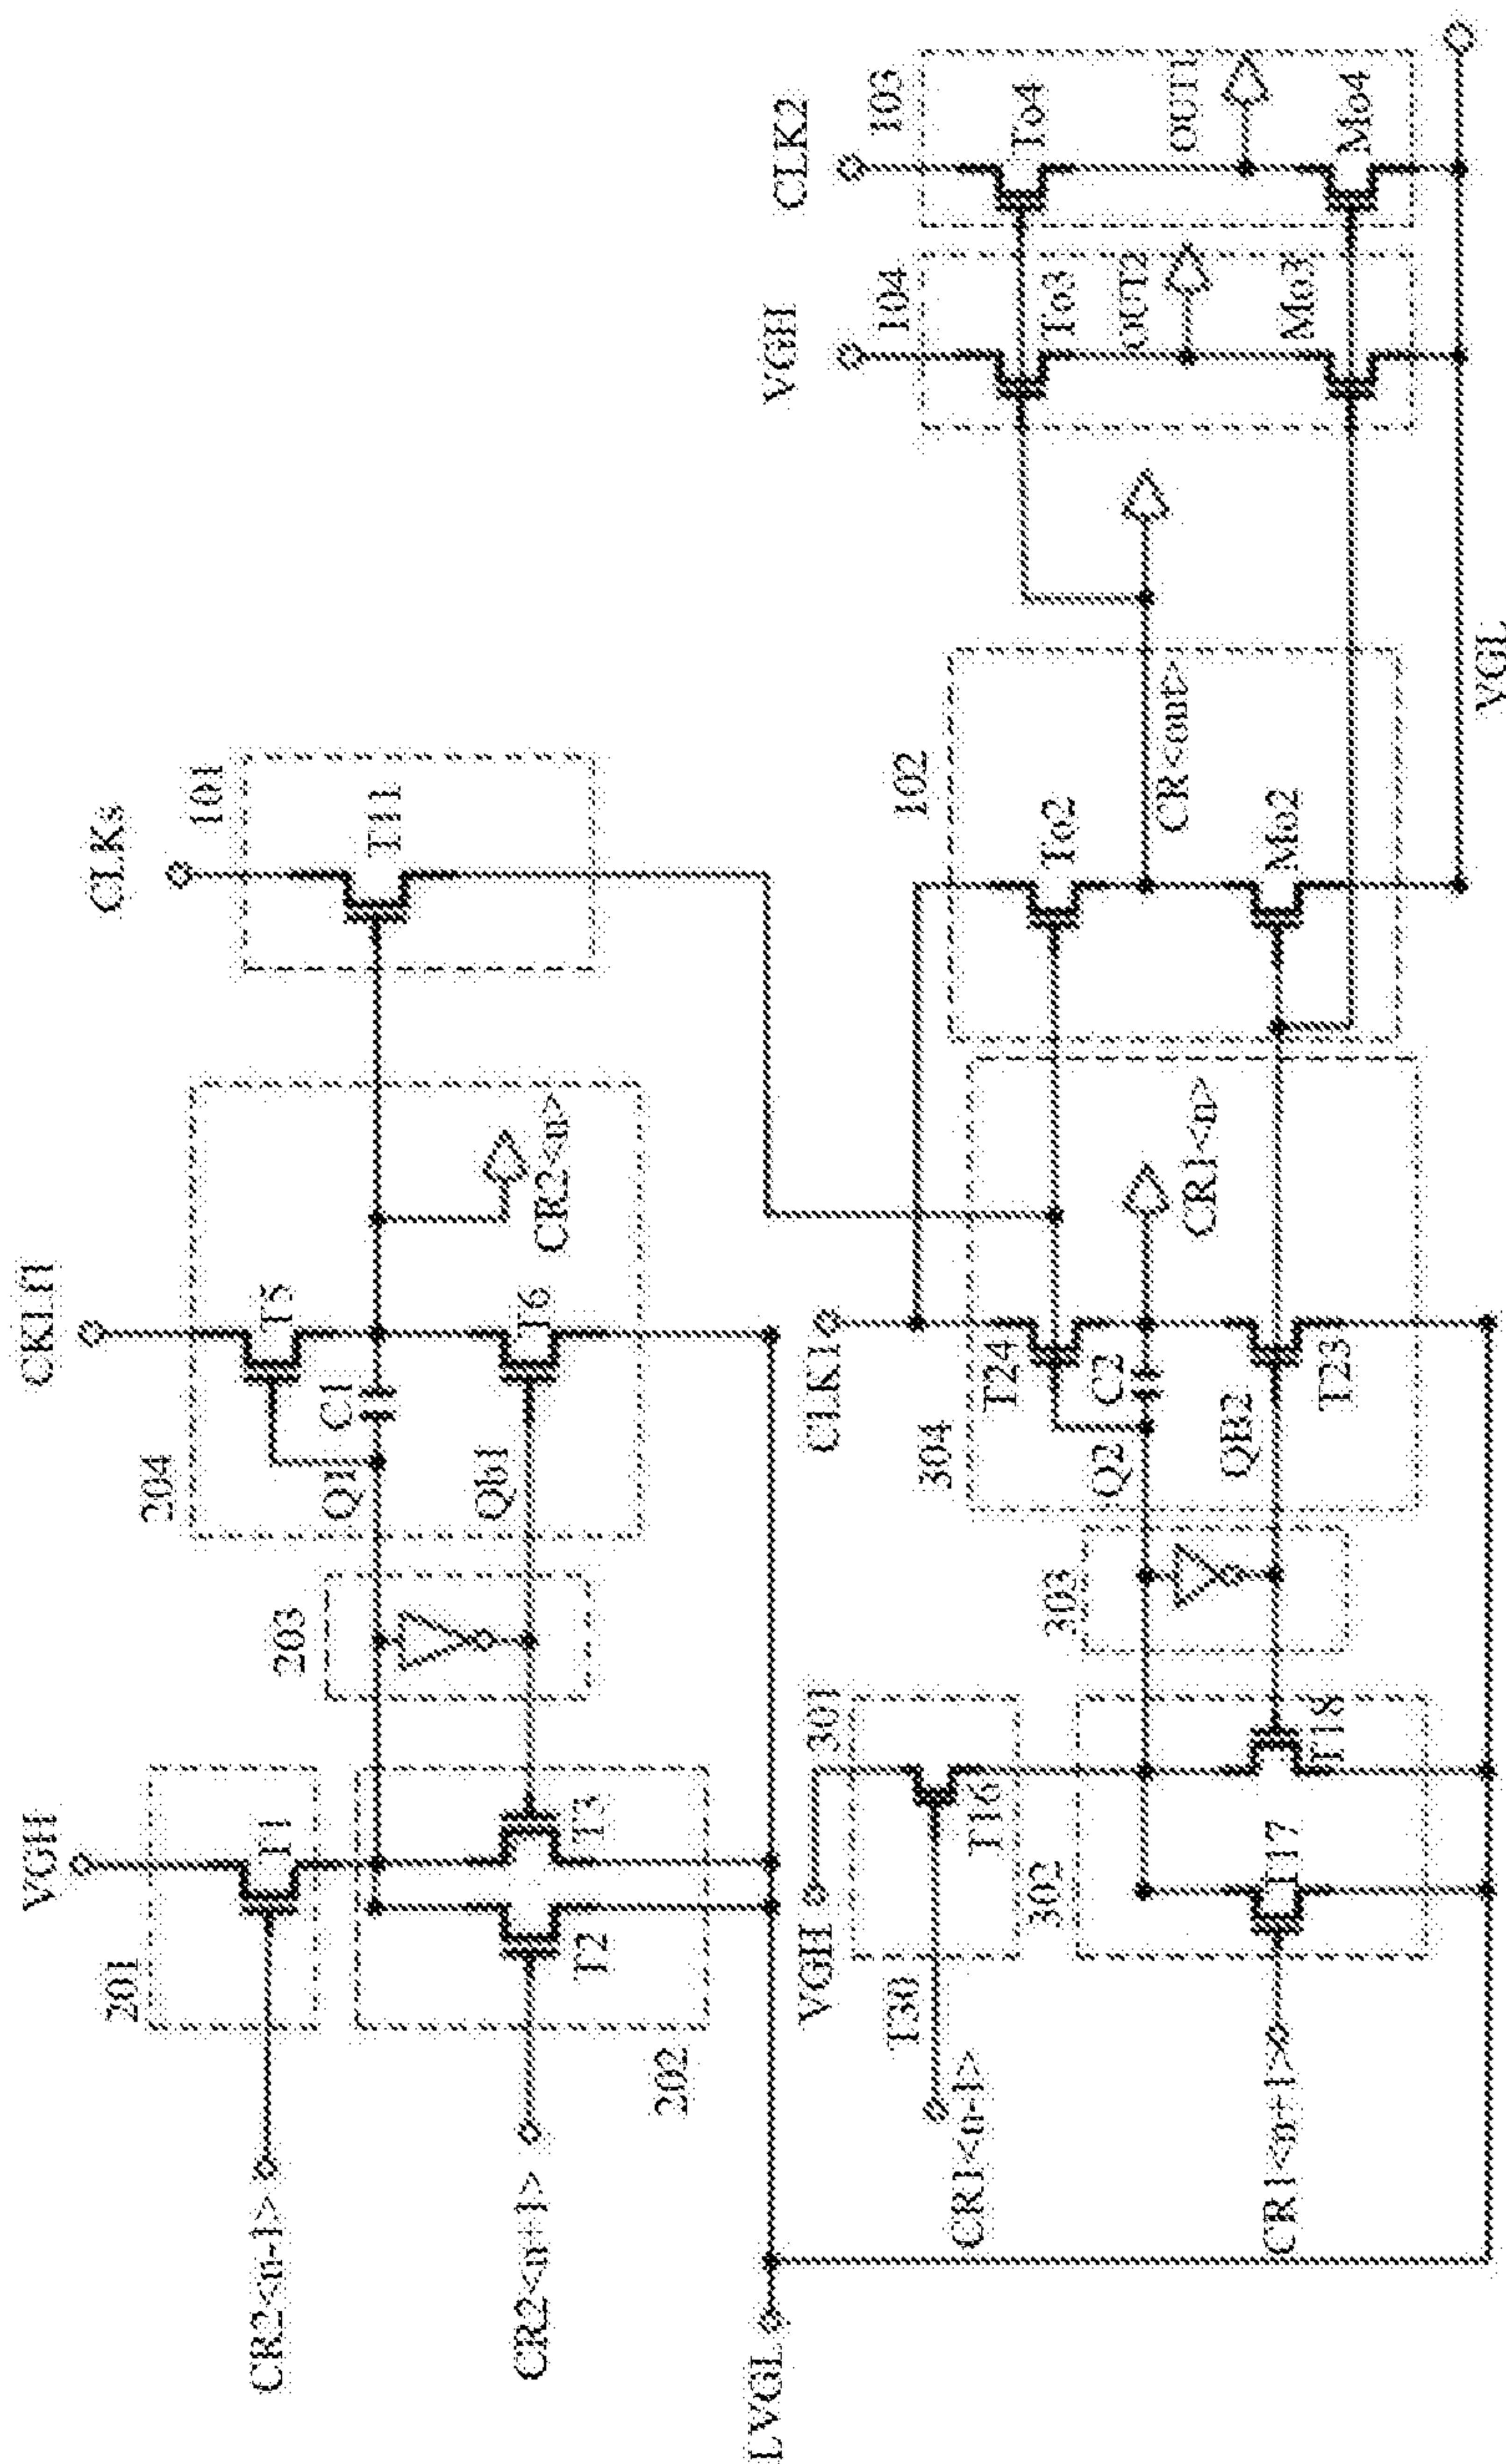 CLKs
CLK2
VGH
103
104
CKLf1
101
VGH
T11
To4
To3
OUT1
OUT2
Mo4
Mo3
T5
204
C1
Q1
Qb1
T6
CR2<n>
201
T1
203
CR2<n-1>
T2
T3
CR2<n+1>
202
LVGL
CLK1
102
To2
CR<out>
Mo2
VGL
304
T24
C2
Q2
CR1<n>
QB2
T23
VGH
301
303
T30
T16
CR1<n-1>
302
T17
T18
CR1<n+1>